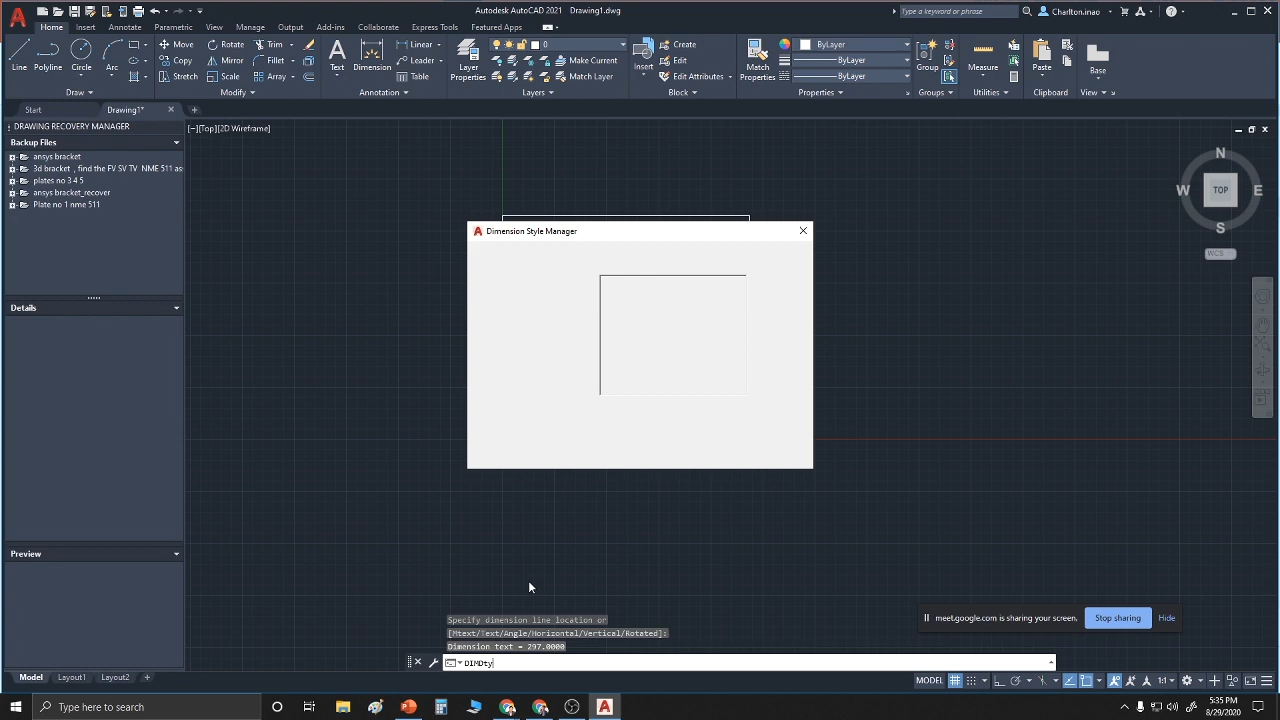 Autodesk AutoCAD 2021 Drawing1.dwg
Type a keyword or phrase
Charlton.inao
Home Insert Annotate Parametric View Manage Output Add-ins Collaborate Express Tools Featured Apps
Line Polyline Circle Arc
Move Rotate Trim
Copy Mirror Fillet
Stretch Scale Array
Text Dimension
Linear
Leader
Table
Layer
Properties
0
Make Current
Match Layer
Insert
Create
Edit
Edit Attributes
Match
Properties
ByLayer
ByLayer
ByLayer
Group
Measure
Paste
Base
Draw Modify Annotation Layers Block Properties Groups Utilities Clipboard View
Start Drawing1*
DRAWING RECOVERY MANAGER
Backup Files
ansys bracket
3d bracket , find the FV SV TV NME 511 as
plates no 3 4 5
ansys bracket_recover
Plate no 1 nme 511
Details
Preview
[−][Top][2D Wireframe]
N
W TOP E
S
WCS
Dimension Style Manager
Specify dimension line location or
[Mtext/Text/Angle/Horizontal/Vertical/Rotated]:
Dimension text = 297.0000
DIMDty
meet.google.com is sharing your screen. Stop sharing Hide
Model Layout1 Layout2
MODEL
1:1
Type here to search
5:35 PM
8/29/2020